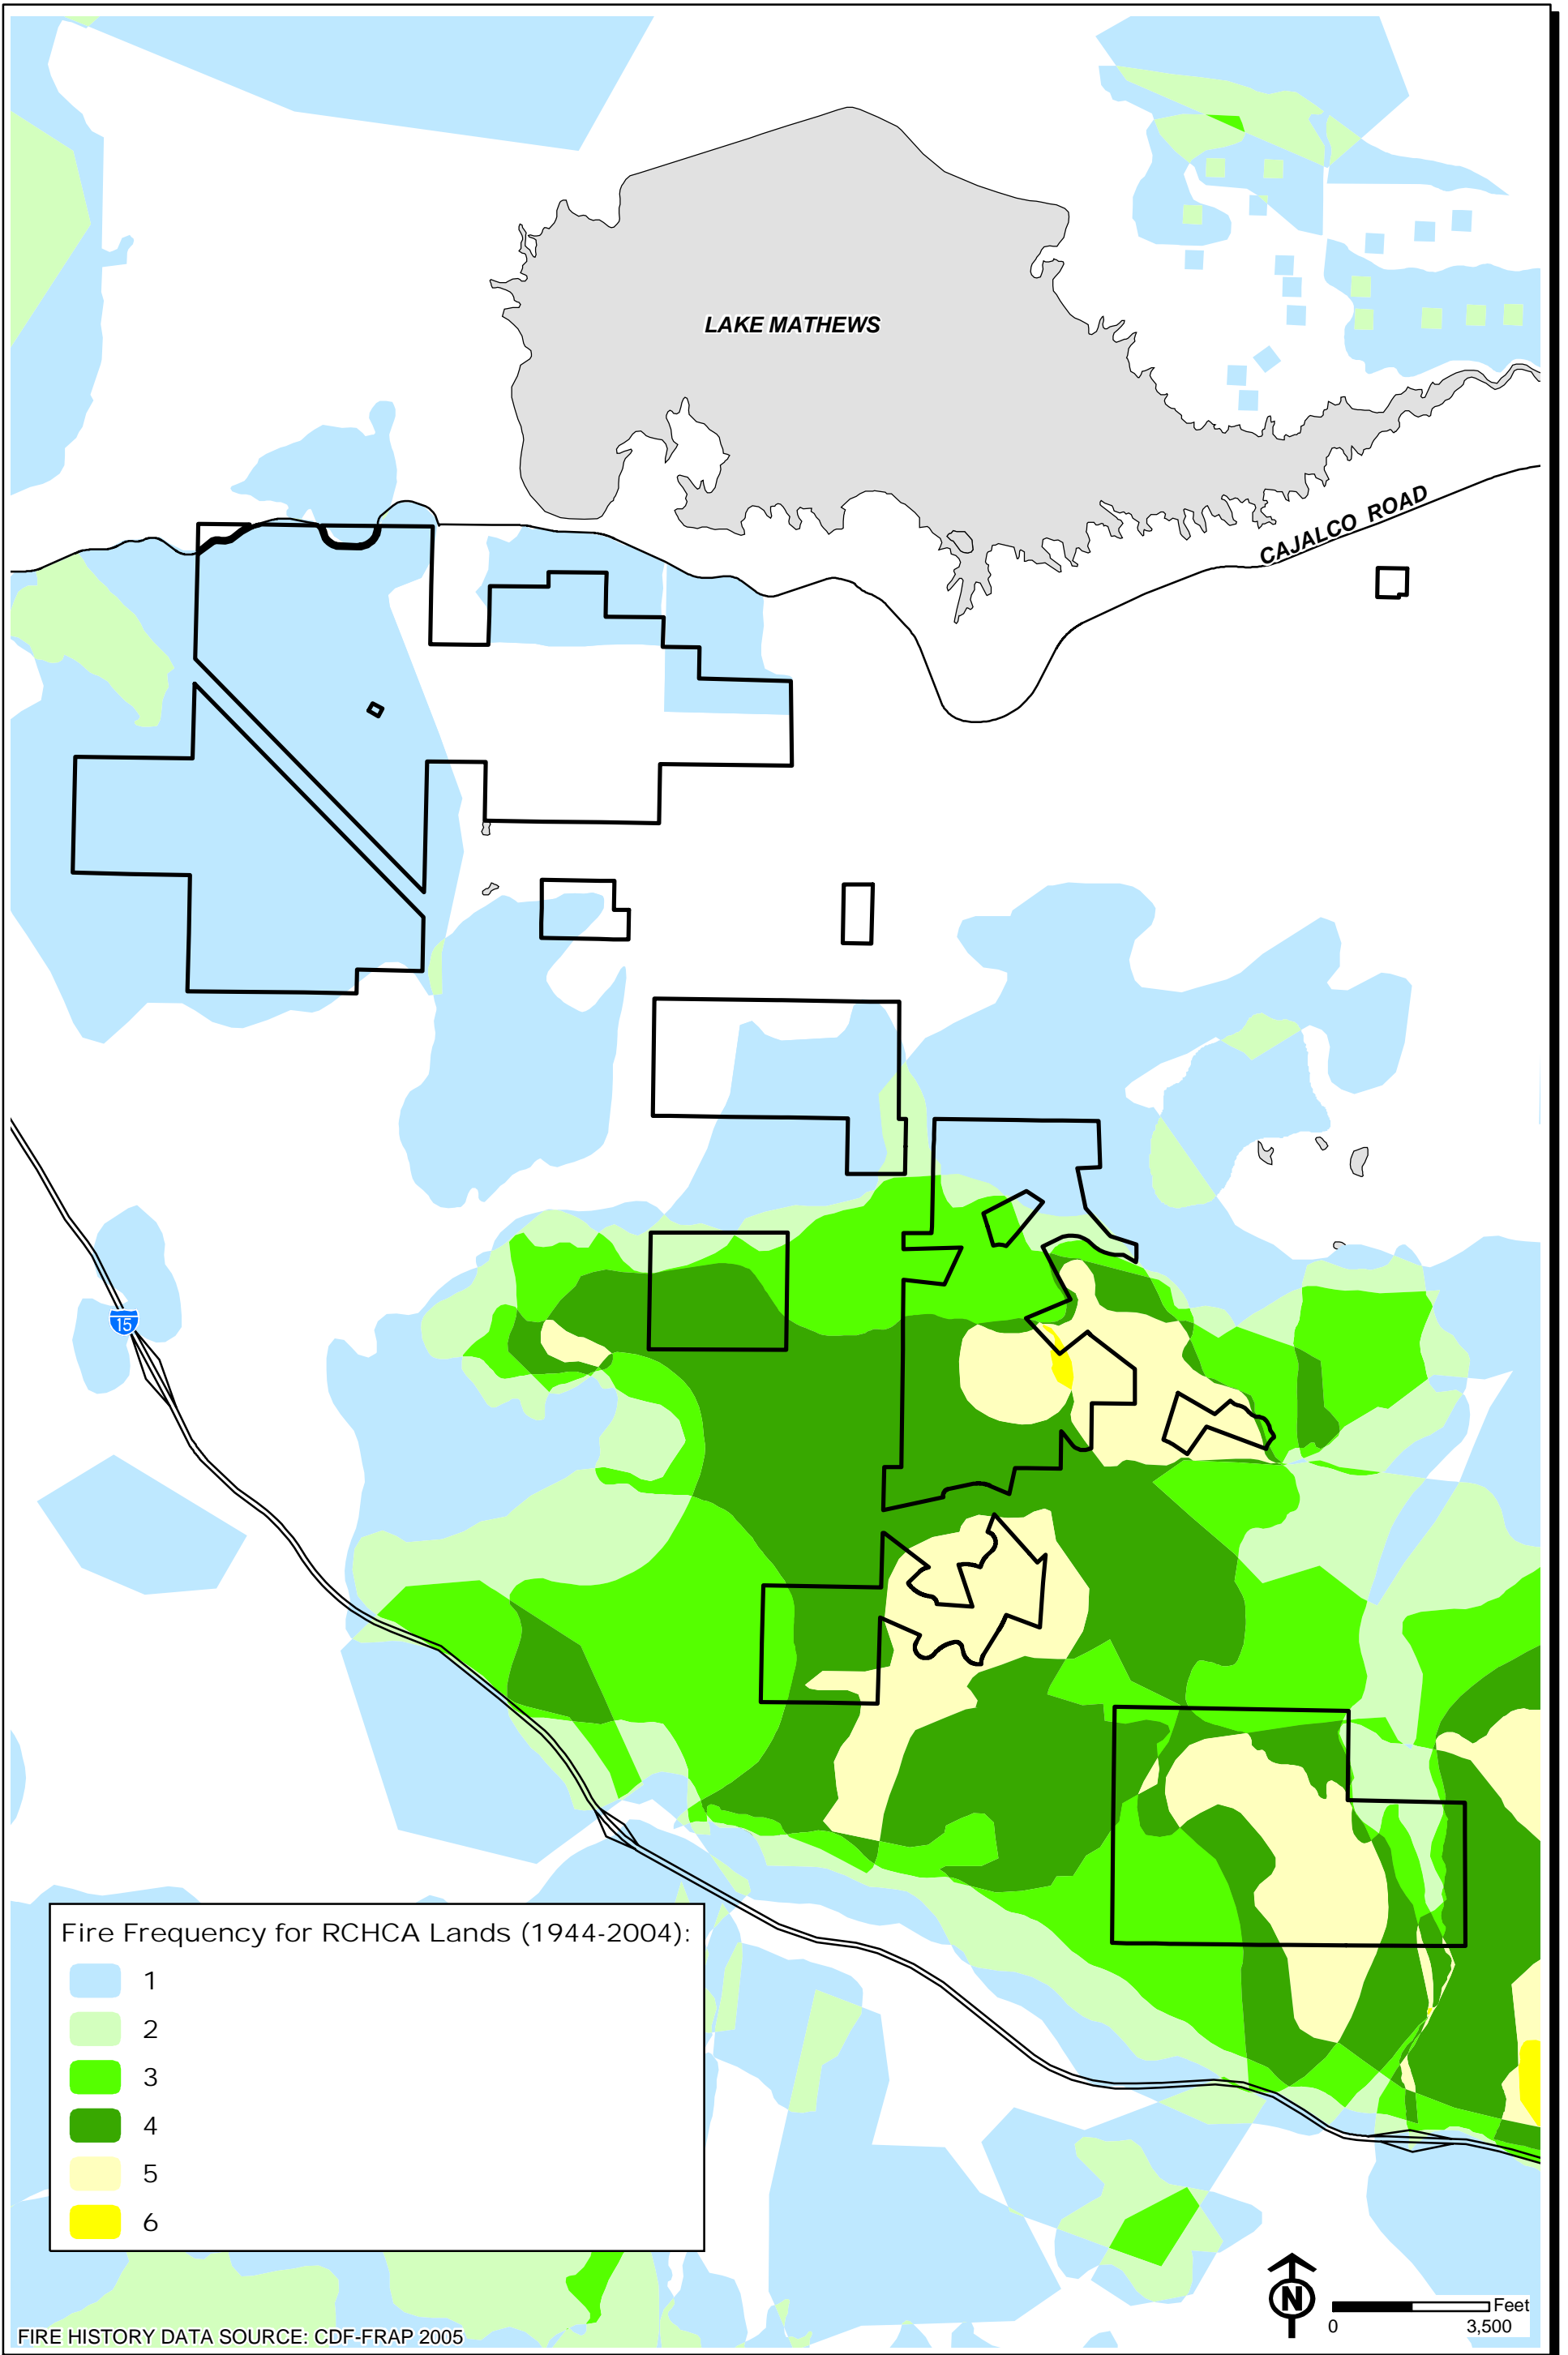 LAKE MATHEWS
CAJALCO ROAD
15
Fire Frequency for RCHCA Lands (1944-2004):
1
2
3
4
5
6
N
Feet
0 3,500
FIRE HISTORY DATA SOURCE: CDF-FRAP 2005